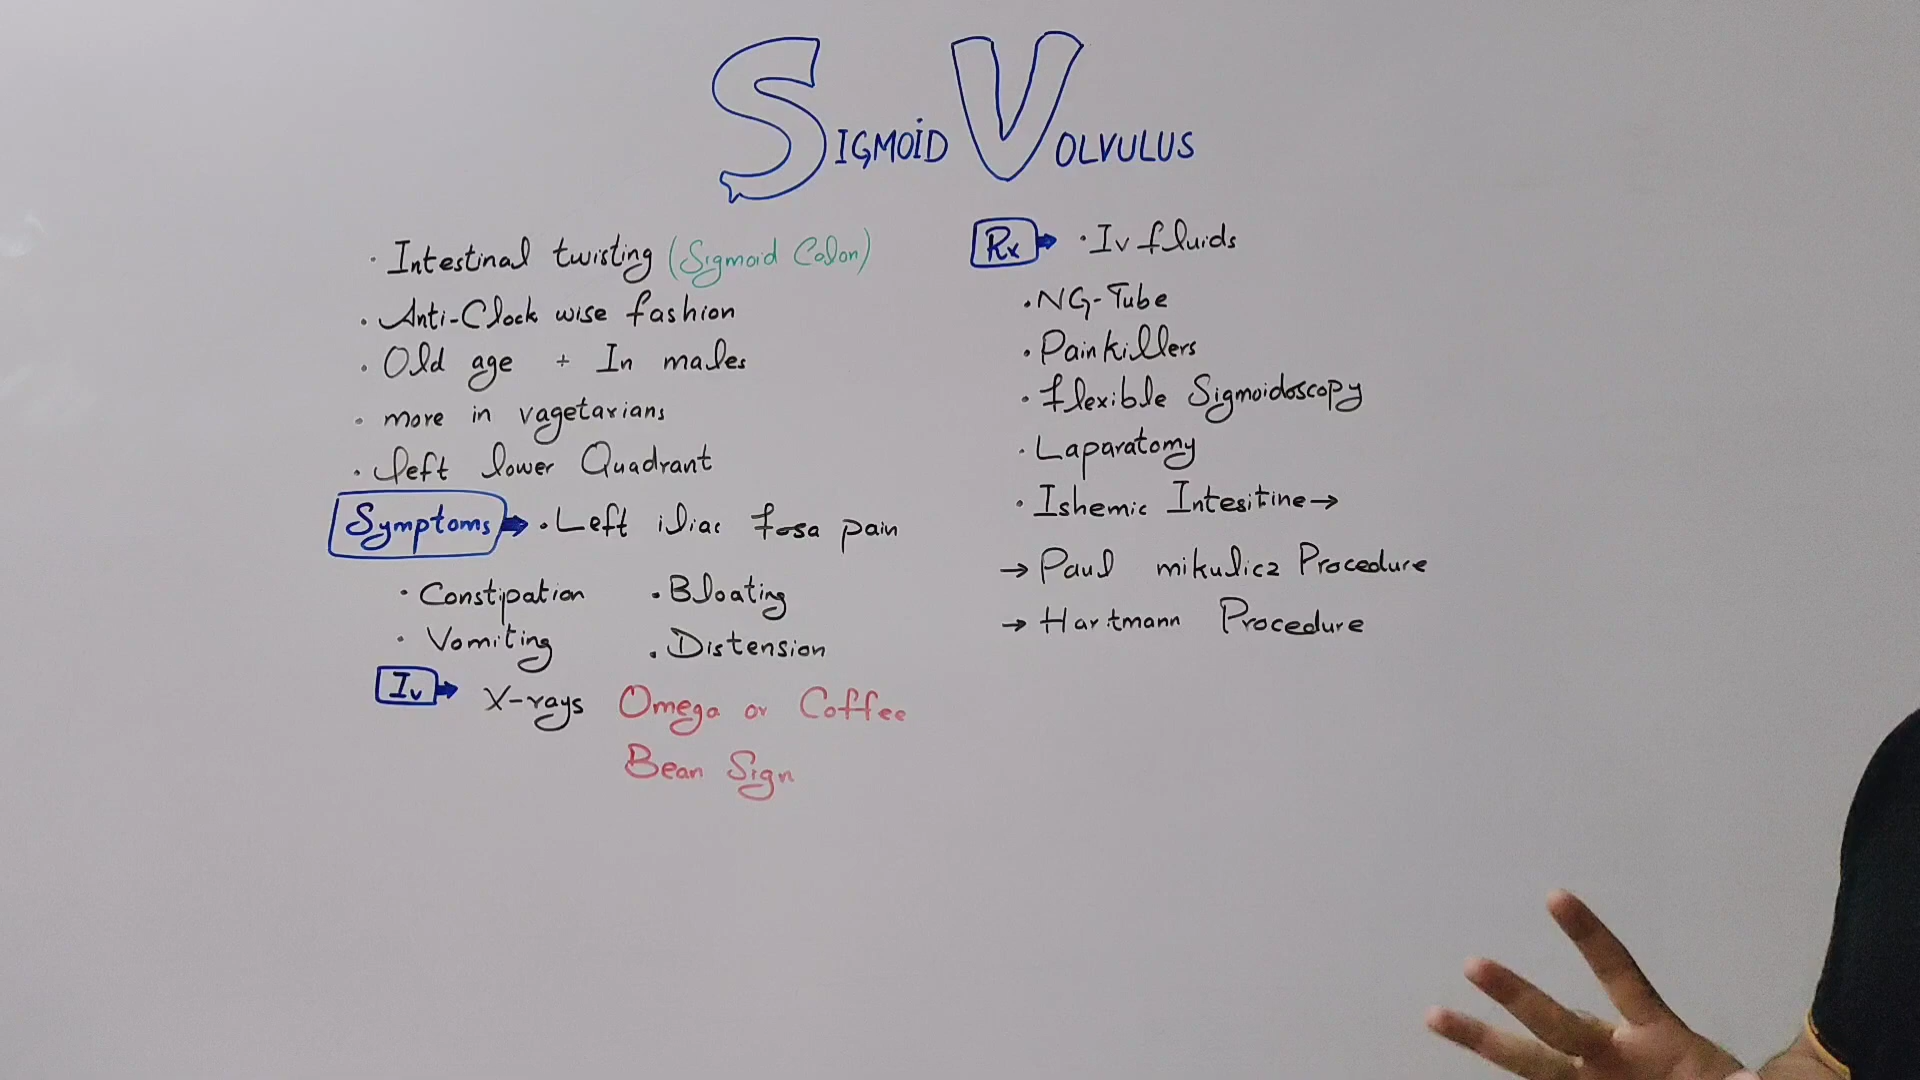 SIGMOID VOLVULUS
· Intestinal twisting (Sigmoid Colon)
· Anti-Clock wise fashion
· Old age + In males
· more in vagetarians
· left lower Quadrant
Symptoms → · Left iliac fosa pain
· Constipation · Bloating
· Vomiting · Distension
Iv → X-rays Omega or Coffee
Bean Sign
Rx → · Iv fluids
· NG-Tube
· Painkillers
· flexible Sigmoidoscopy
· Laparatomy
· Ishemic Intesitine →
→ Paul mikulicz Procedure
→ Hartmann Procedure